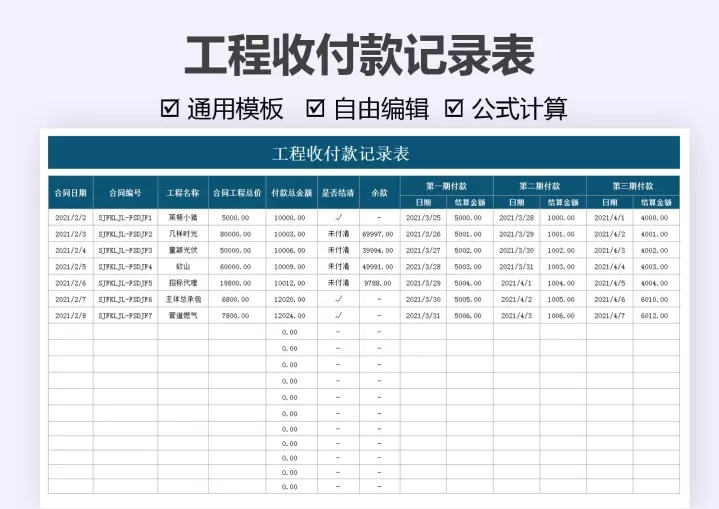 工程收付款记录表
☑ 通用模板 ☑ 自由编辑 ☑ 公式计算
工程收付款记录表
合同日期 合同编号 工程名称 合同工程总价 付款总金额 是否结清 余款 第一期付款 第二期付款 第三期付款
日期 结算金额 日期 结算金额 日期 结算金额
2021/2/2 SJFKLJL-FSDJF1 莱顿小猪 5000.00 10000.00 √ - 2021/3/25 5000.00 2021/3/28 1000.00 2021/4/1 4000.00
2021/2/3 SJFKLJL-FSDJF2 几样时光 80000.00 10003.00 未付清 69997.00 2021/3/26 5001.00 2021/3/29 1001.00 2021/4/2 4001.00
2021/2/4 SJFKLJL-FSDJF3 童颖光伏 50000.00 10006.00 未付清 39994.00 2021/3/27 5002.00 2021/3/30 1002.00 2021/4/3 4002.00
2021/2/5 SJFKLJL-FSDJF4 砍山 60000.00 10009.00 未付清 49991.00 2021/3/28 5003.00 2021/3/31 1003.00 2021/4/4 4003.00
2021/2/6 SJFKLJL-FSDJF5 招标代理 19800.00 10012.00 未付清 9788.00 2021/3/29 5004.00 2021/4/1 1004.00 2021/4/5 4004.00
2021/2/7 SJFKLJL-FSDJF6 主体总承包 6800.00 12020.00 √ - 2021/3/30 5005.00 2021/4/2 1005.00 2021/4/6 6010.00
2021/2/8 SJFKLJL-FSDJF7 管道燃气 7800.00 12024.00 √ - 2021/3/31 5006.00 2021/4/3 1006.00 2021/4/7 6012.00
0.00 - -
0.00 - -
0.00 - -
0.00 - -
0.00 - -
0.00 - -
0.00 - -
0.00 - -
0.00 - -
0.00 - -
0.00 - -